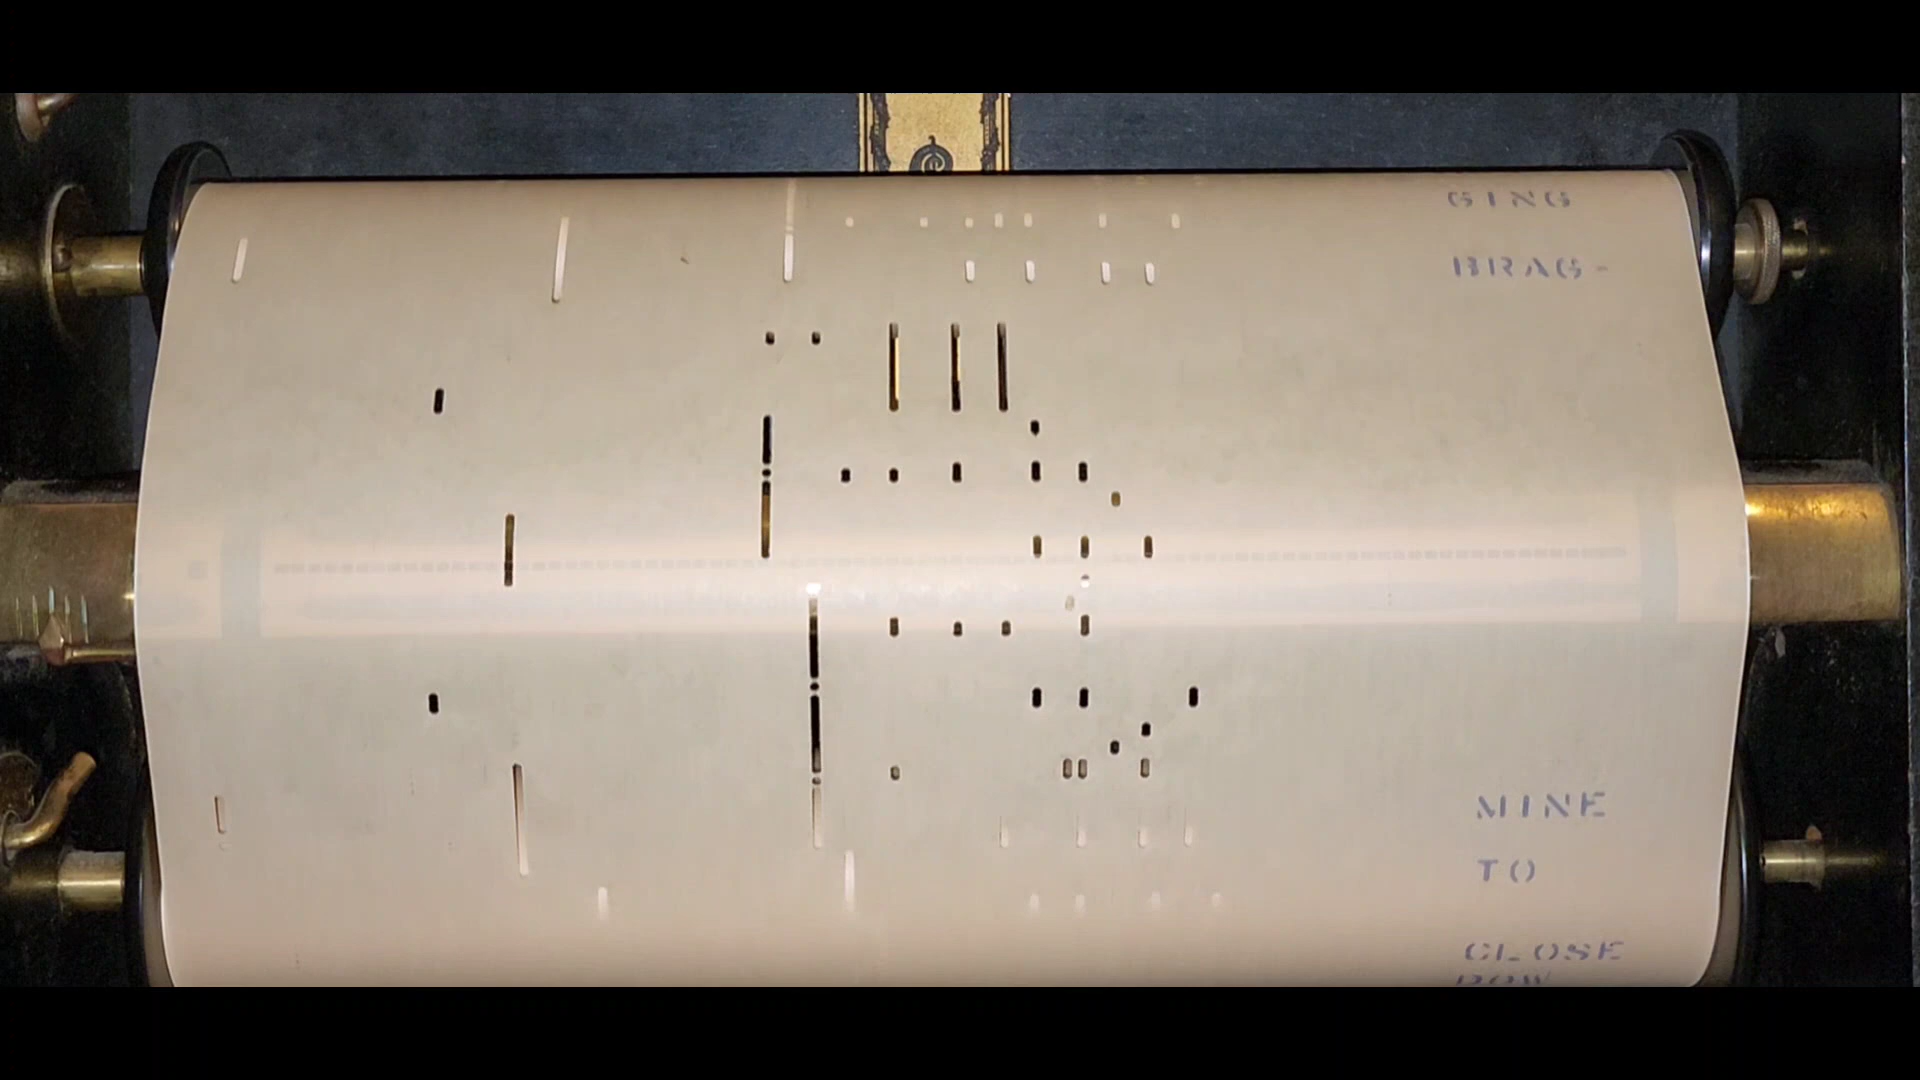 GING
BRAG-
MINE
TO
CLOSE